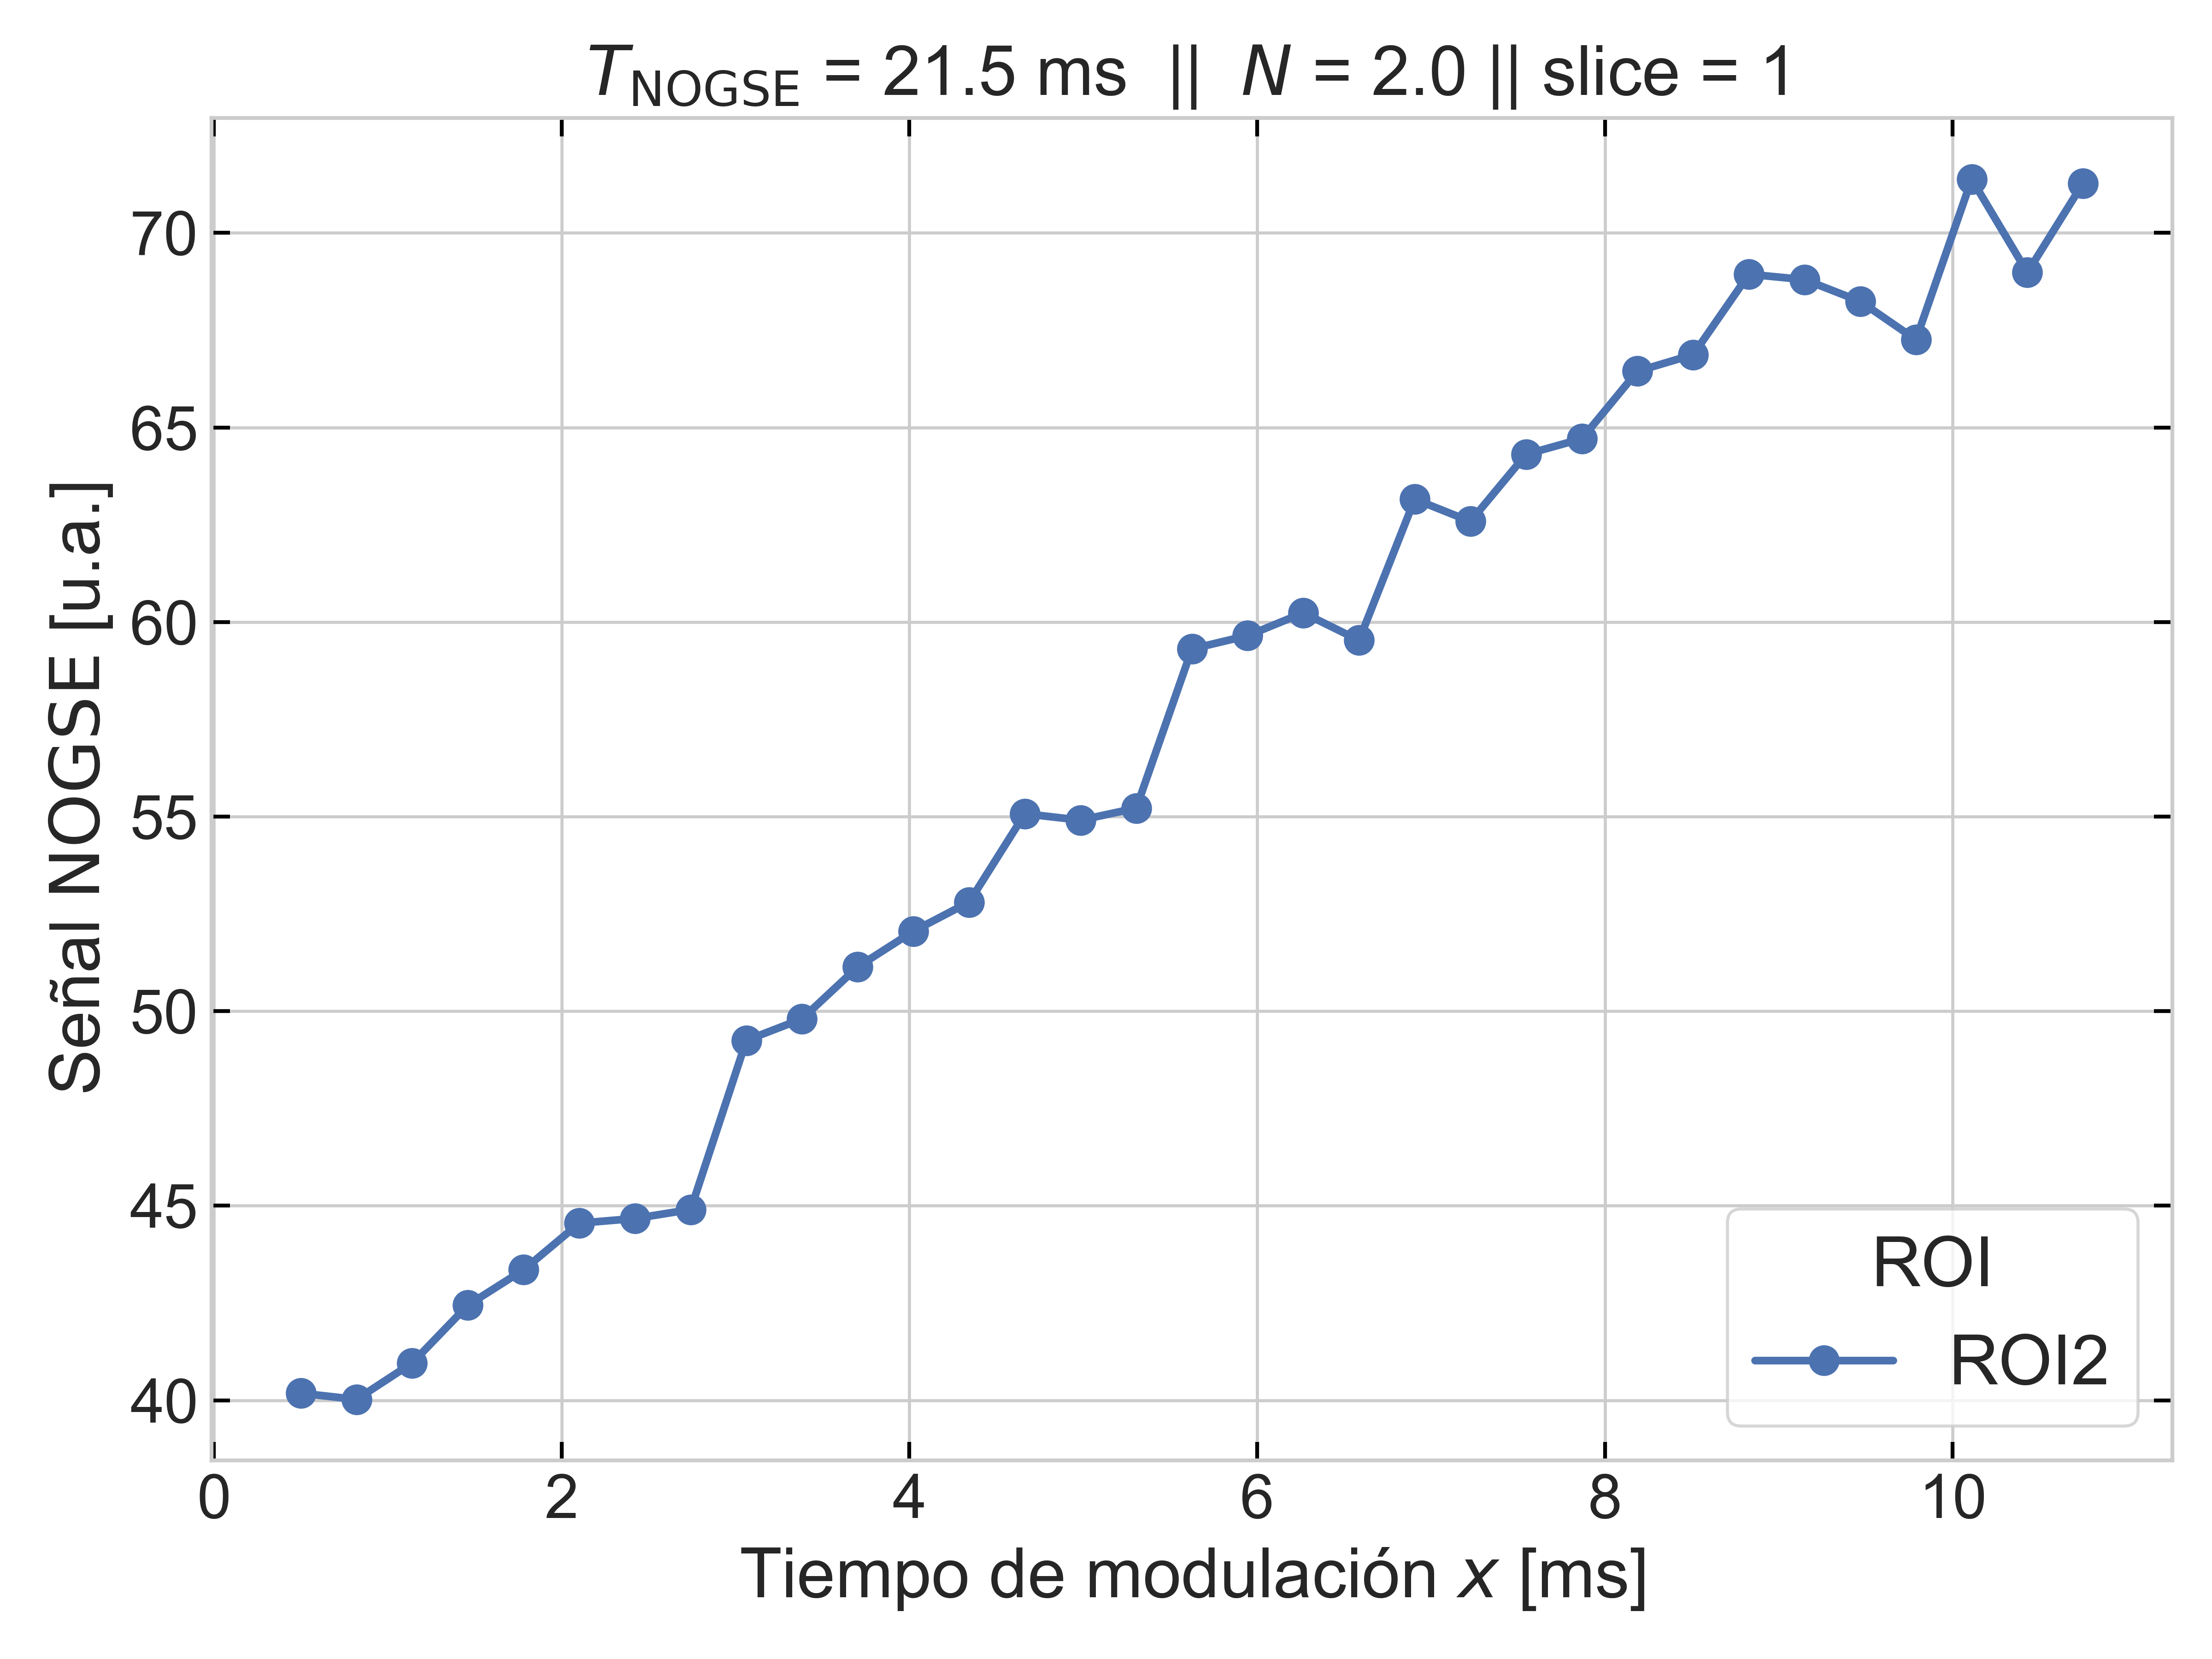 T_NOGSE = 21.5 ms || N = 2.0 || slice = 1
Señal NOGSE [u.a.]
70
65
60
55
50
45
40
ROI
ROI2
0 2 4 6 8 10
Tiempo de modulación x [ms]